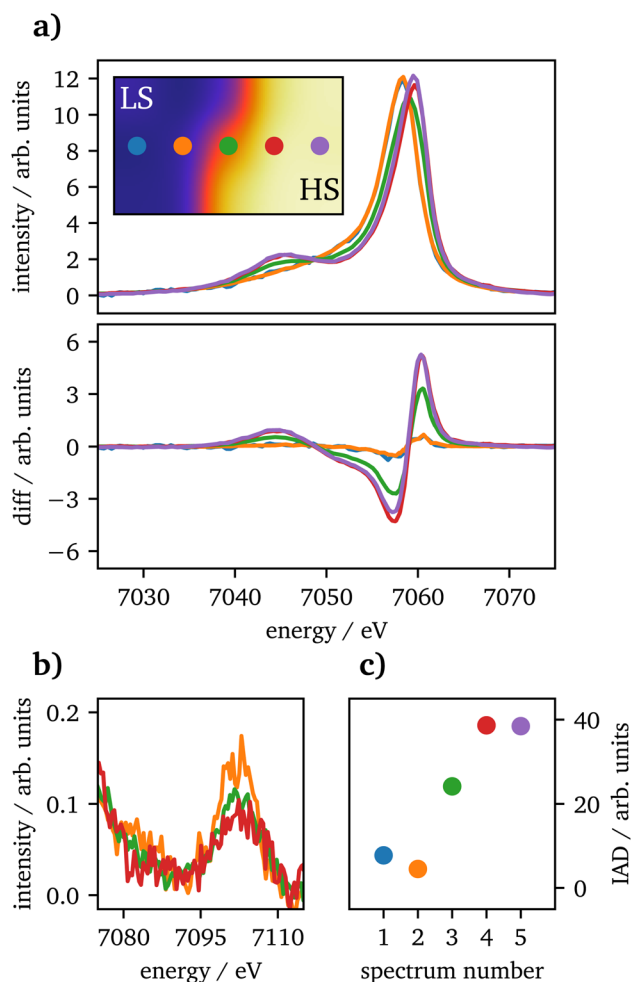 a)
intensity / arb. units
12
10
8
6
4
2
0
LS
HS
diff / arb. units
6
3
0
−3
−6
7030 7040 7050 7060 7070
energy / eV
b)
intensity / arb. units
0.2
0.1
0.0
7080 7095 7110
energy / eV
c)
40
20
0
IAD / arb. units
1 2 3 4 5
spectrum number